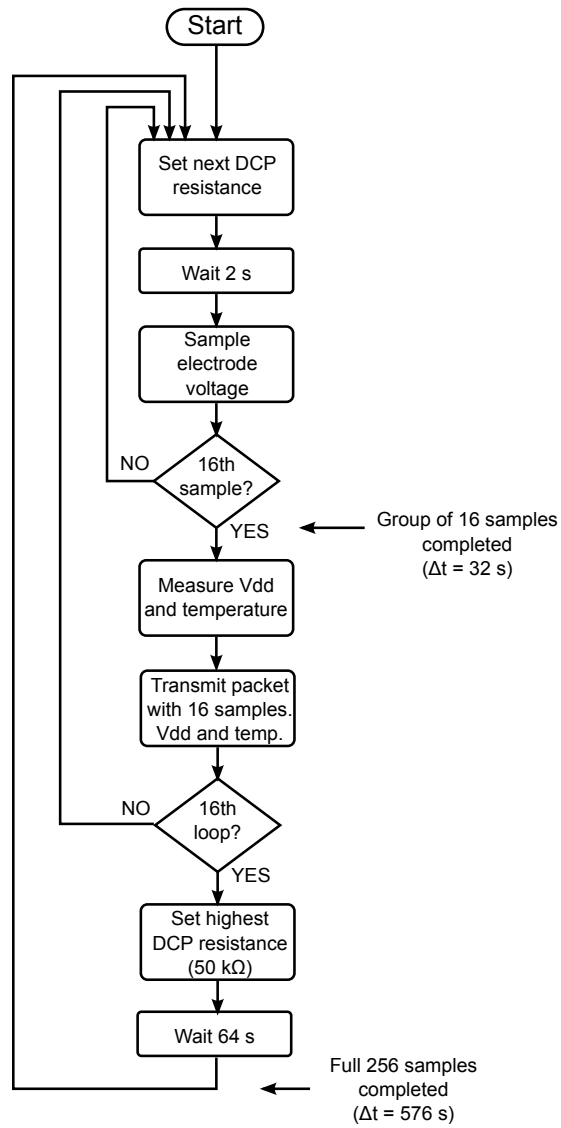 Start
Set next DCP
resistance
Wait 2 s
Sample
electrode
voltage
NO
16th
sample?
YES
Group of 16 samples
completed
(Δt = 32 s)
Measure Vdd
and temperature
Transmit packet
with 16 samples.
Vdd and temp.
NO
16th
loop?
YES
Set highest
DCP resistance
(50 kΩ)
Wait 64 s
Full 256 samples
completed
(Δt = 576 s)